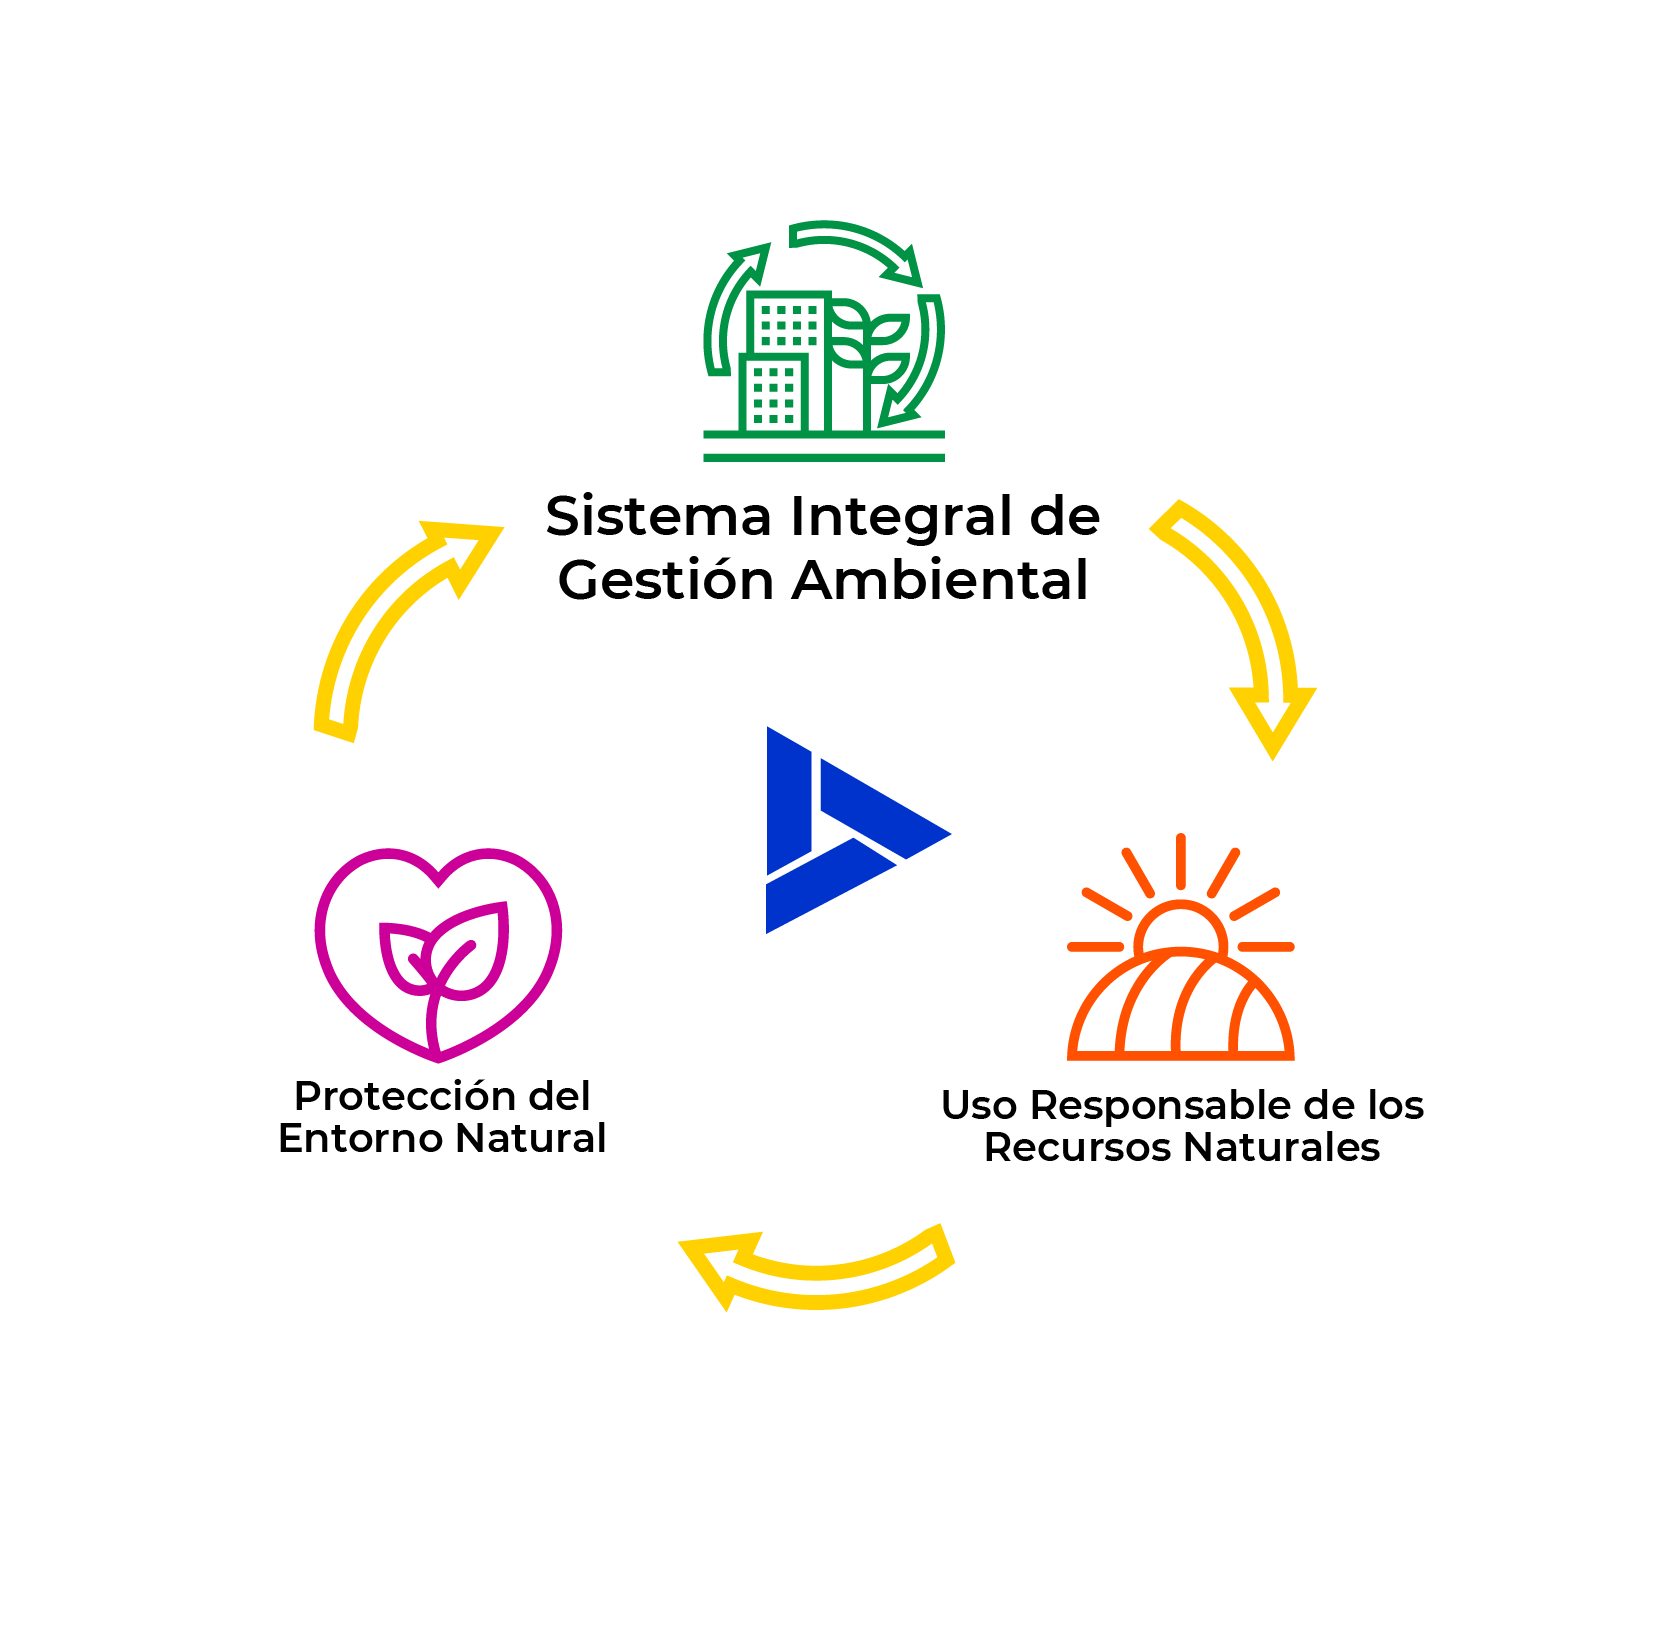 Sistema Integral de
Gestión Ambiental
Protección del
Entorno Natural
Uso Responsable de los
Recursos Naturales